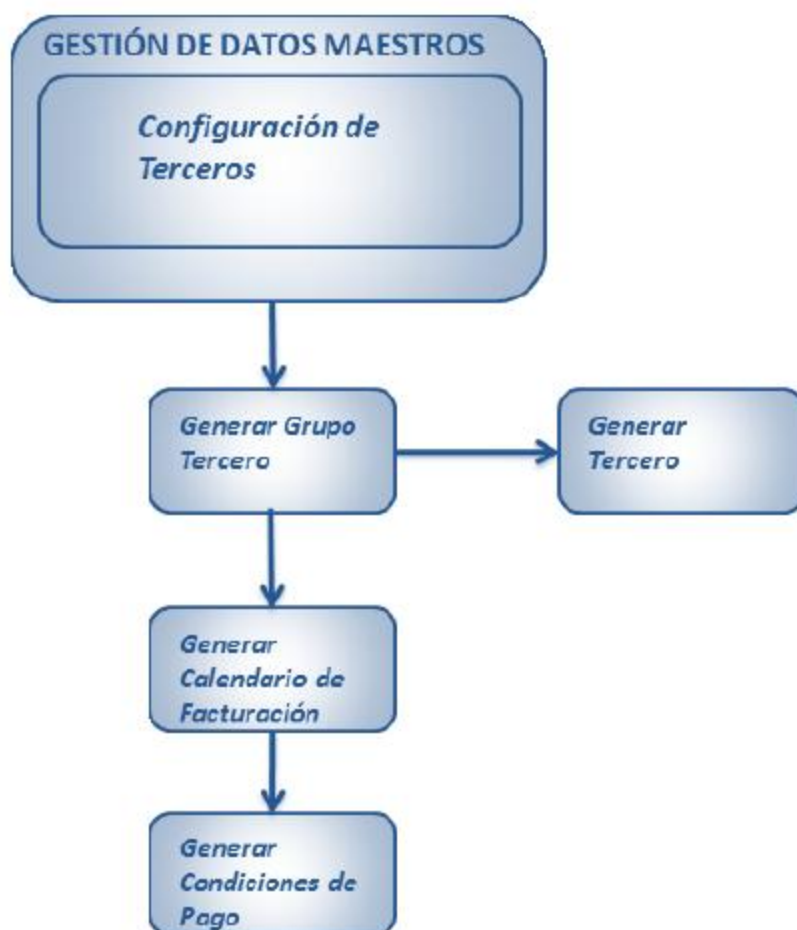 GESTIÓN DE DATOS MAESTROS
Configuración de
Terceros
Generar Grupo
Tercero
Generar
Tercero
Generar
Calendario de
Facturación
Generar
Condiciones de
Pago